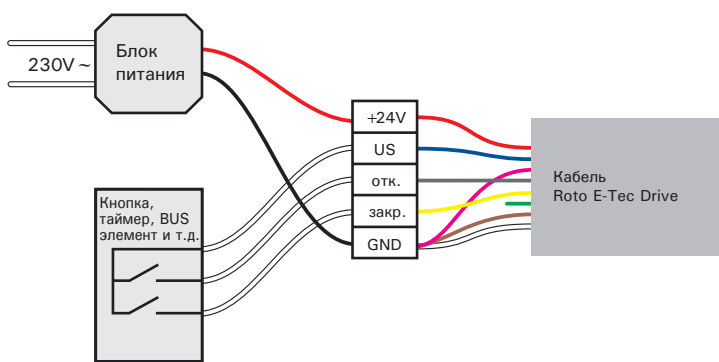 Блок
питания
230V ~
+24V
US
отк.
закр.
GND
Кабель
Roto E-Tec Drive
Кнопка,
таймер, BUS
элемент и т.д.